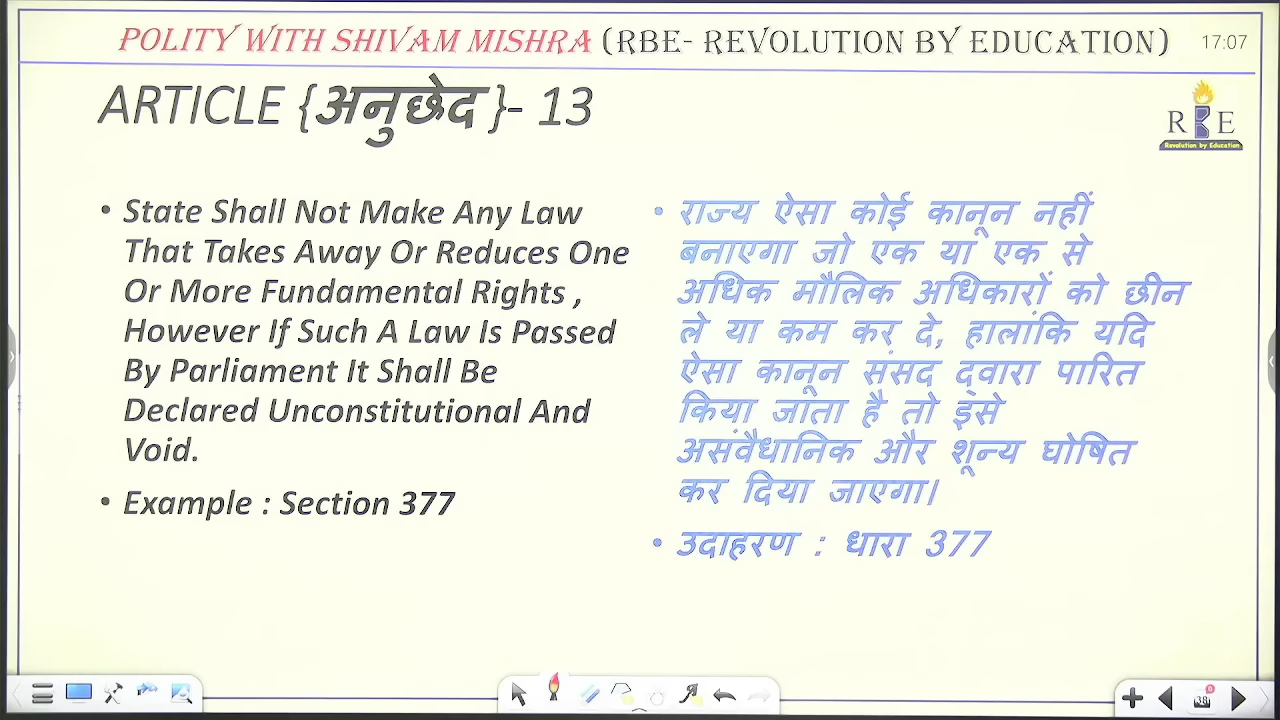 POLITY WITH SHIVAM MISHRA (RBE- REVOLUTION BY EDUCATION)
17:07
ARTICLE {अनुछेद }- 13
RBE
Revolution by Education
• State Shall Not Make Any Law
That Takes Away Or Reduces One
Or More Fundamental Rights ,
However If Such A Law Is Passed
By Parliament It Shall Be
Declared Unconstitutional And
Void.
• Example : Section 377
• राज्य ऐसा कोई कानून नहीं
बनाएगा जो एक या एक से
अधिक मौलिक अधिकारों को छीन
ले या कम कर दे, हालांकि यदि
ऐसा कानून संसद द्वारा पारित
किया जाता है तो इसे
असंवैधानिक और शून्य घोषित
कर दिया जाएगा।
• उदाहरण : धारा 377